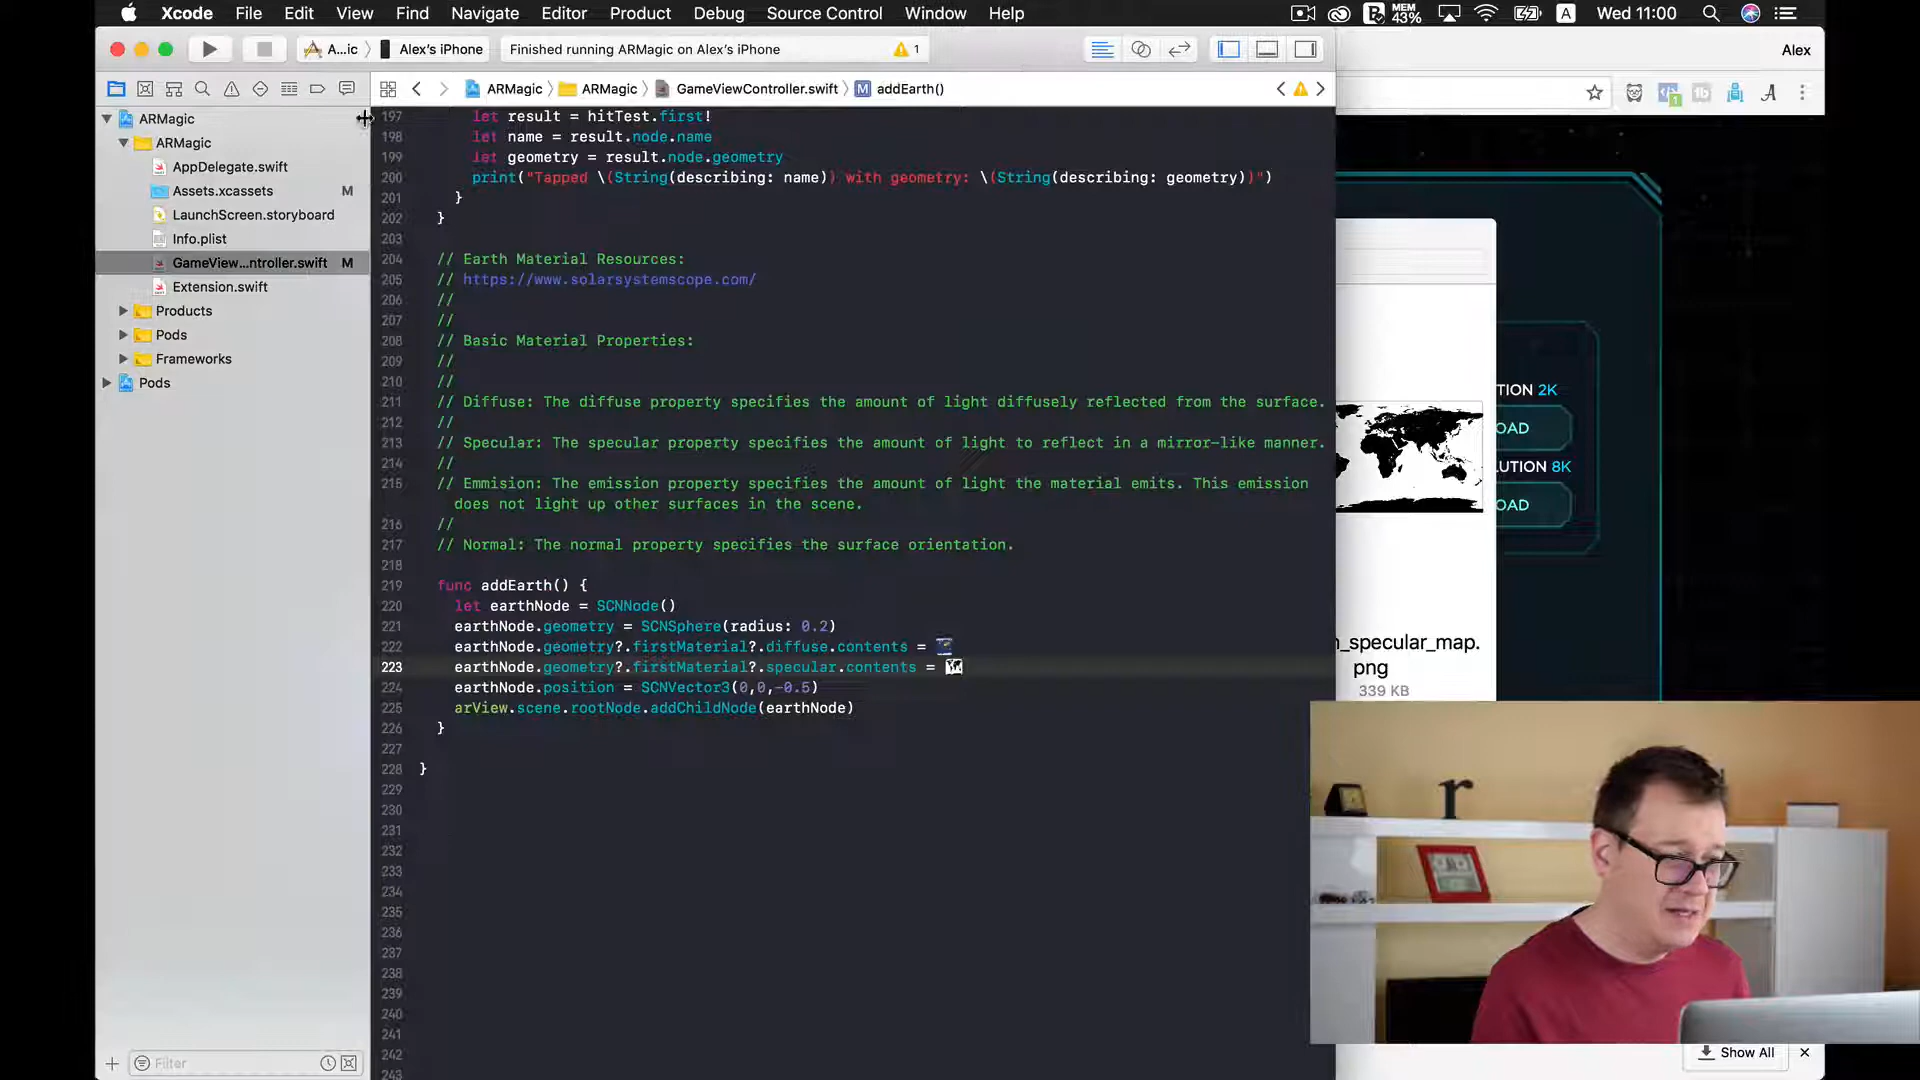 Xcode File Edit View Find Navigate Editor Product Debug Source Control Window Help MEM 43% A Wed 11:00
A...ic Alex's iPhone Finished running ARMagic on Alex's iPhone 1 Alex
ARMagic ARMagic GameViewController.swift M addEarth()
ARMagic
ARMagic
AppDelegate.swift
Assets.xcassets M
LaunchScreen.storyboard
Info.plist
GameView...ntroller.swift M
Extension.swift
Products
Pods
Frameworks
Pods
Filter
197 let result = hitTest.first!
198 let name = result.node.name
199 let geometry = result.node.geometry
200 print("Tapped \(String(describing: name)) with geometry: \(String(describing: geometry))")
201 }
202 }
203
204 // Earth Material Resources:
205 // https://www.solarsystemscope.com/
206 //
207 //
208 // Basic Material Properties:
209 //
210 //
211 // Diffuse: The diffuse property specifies the amount of light diffusely reflected from the surface.
212 //
213 // Specular: The specular property specifies the amount of light to reflect in a mirror-like manner.
214 //
215 // Emmision: The emission property specifies the amount of light the material emits. This emission
does not light up other surfaces in the scene.
216 //
217 // Normal: The normal property specifies the surface orientation.
218
219 func addEarth() {
220 let earthNode = SCNNode()
221 earthNode.geometry = SCNSphere(radius: 0.2)
222 earthNode.geometry?.firstMaterial?.diffuse.contents =
223 earthNode.geometry?.firstMaterial?.specular.contents =
224 earthNode.position = SCNVector3(0,0,-0.5)
225 arView.scene.rootNode.addChildNode(earthNode)
226 }
227
228 }
229
230
231
232
233
234
235
236
237
238
239
240
241
242
243
TION 2K
OAD
LUTION 8K
OAD
n_specular_map.
png
339 KB
Show All